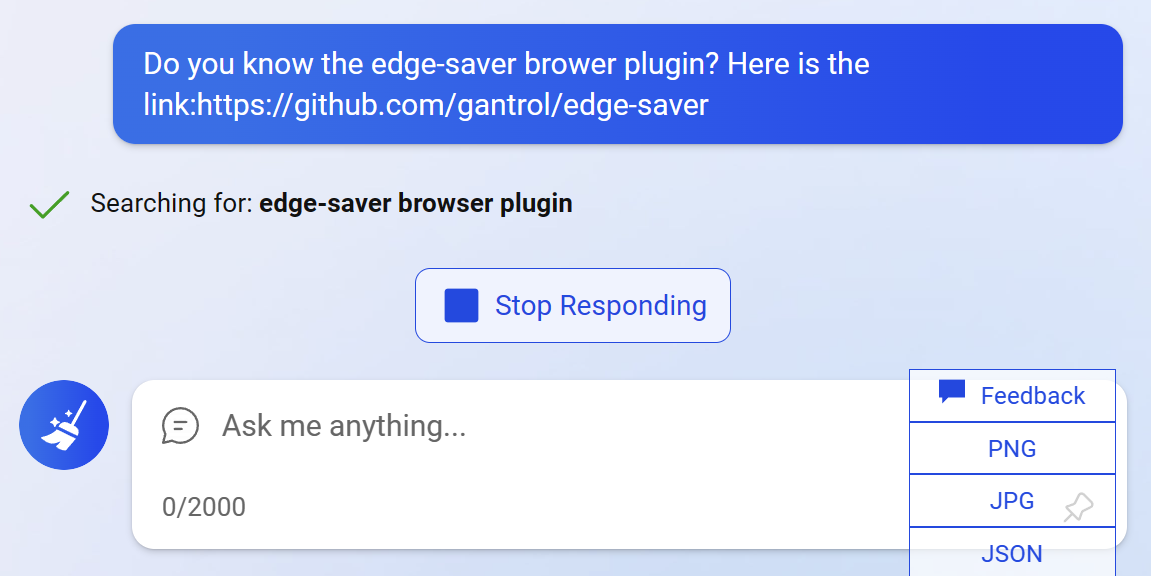 Do you know the edge-saver brower plugin? Here is the
link:https://github.com/gantrol/edge-saver
Searching for: edge-saver browser plugin
Stop Responding
Ask me anything...
0/2000
Feedback
PNG
JPG
JSON